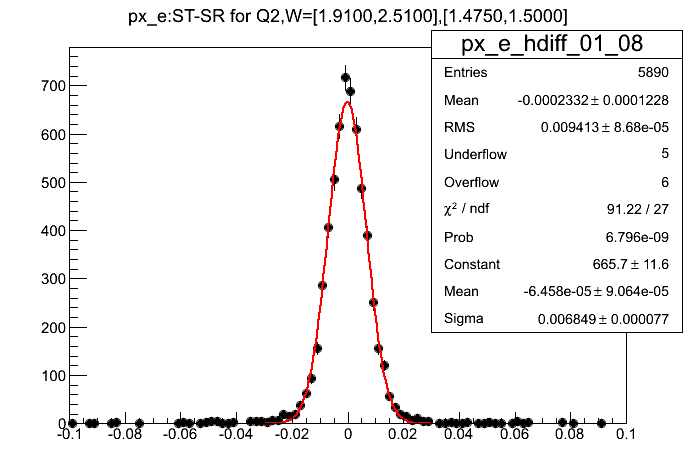 px_e:ST-SR for Q2,W=[1.9100,2.5100],[1.4750,1.5000]
px_e_hdiff_01_08
Entries 5890
Mean -0.0002332 ± 0.0001228
RMS 0.009413 ± 8.68e-05
Underflow 5
Overflow 6
χ² / ndf 91.22 / 27
Prob 6.796e-09
Constant 665.7 ± 11.6
Mean -6.458e-05 ± 9.064e-05
Sigma 0.006849 ± 0.000077
700
600
500
400
300
200
100
0
-0.1 -0.08 -0.06 -0.04 -0.02 0 0.02 0.04 0.06 0.08 0.1